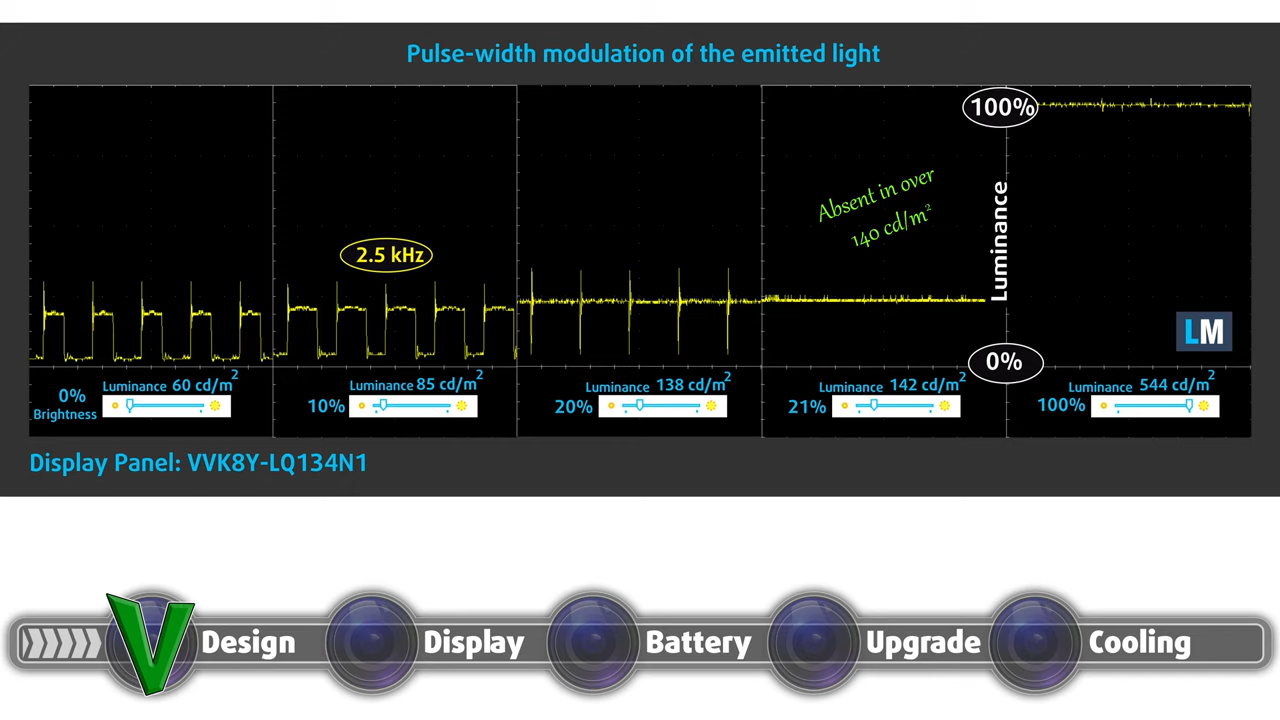 Pulse-width modulation of the emitted light
100%
Absent in over
140 cd/m²
Luminance
2.5 kHz
LM
0%
0%
Brightness
Luminance 60 cd/m²
10%
Luminance 85 cd/m²
20%
Luminance 138 cd/m²
21%
Luminance 142 cd/m²
100%
Luminance 544 cd/m²
Display Panel: VVK8Y-LQ134N1
V
Design
Display
Battery
Upgrade
Cooling